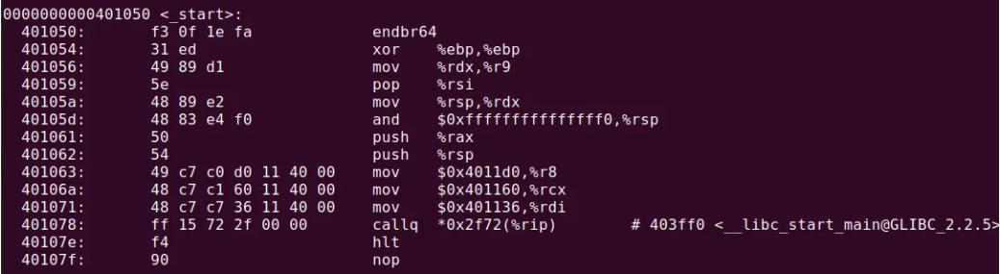 0000000000401050 <_start>:
401050: f3 0f 1e fa endbr64
401054: 31 ed xor %ebp,%ebp
401056: 49 89 d1 mov %rdx,%r9
401059: 5e pop %rsi
40105a: 48 89 e2 mov %rsp,%rdx
40105d: 48 83 e4 f0 and $0xfffffffffffffff0,%rsp
401061: 50 push %rax
401062: 54 push %rsp
401063: 49 c7 c0 d0 11 40 00 mov $0x4011d0,%r8
40106a: 48 c7 c1 60 11 40 00 mov $0x401160,%rcx
401071: 48 c7 c7 36 11 40 00 mov $0x401136,%rdi
401078: ff 15 72 2f 00 00 callq *0x2f72(%rip) # 403ff0 <__libc_start_main@GLIBC_2.2.5>
40107e: f4 hlt
40107f: 90 nop